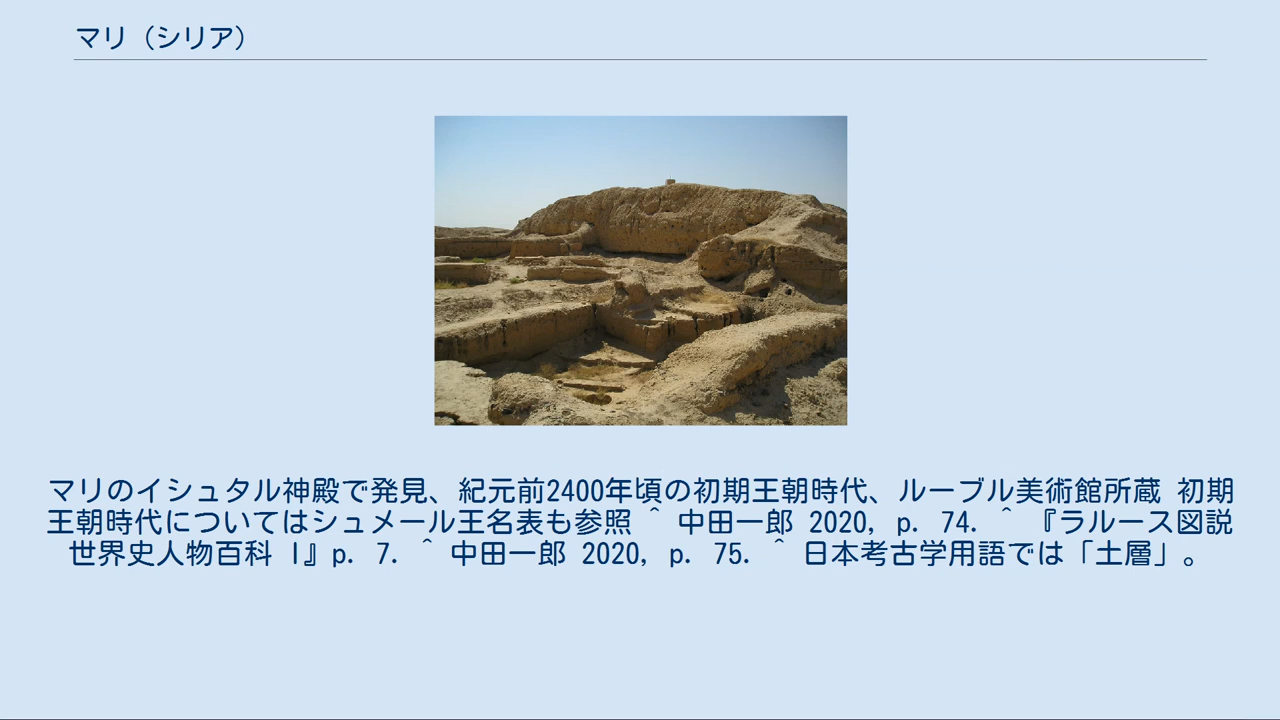 マリ（シリア）
マリのイシュタル神殿で発見、紀元前2400年頃の初期王朝時代、ルーブル美術館所蔵 初期
王朝時代についてはシュメール王名表も参照 ^ 中田一郎 2020, p. 74. ^ 『ラルース図説
世界史人物百科 I』p. 7. ^ 中田一郎 2020, p. 75. ^ 日本考古学用語では「土層」。